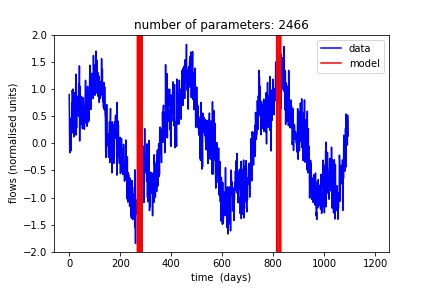 number of parameters: 2466
data
model
2.0
1.5
1.0
0.5
0.0
−0.5
−1.0
−1.5
−2.0
flows (normalised units)
0 200 400 600 800 1000 1200
time (days)